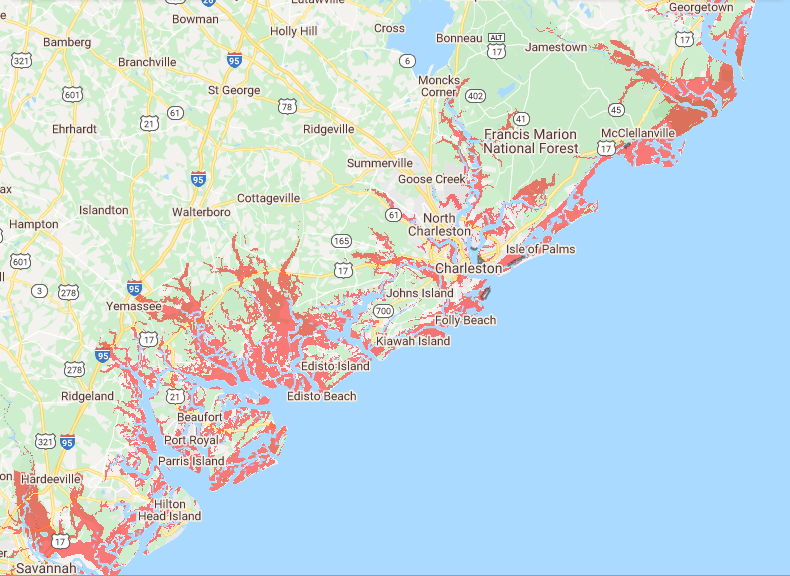 Eutawville
26
Georgetown
Bowman
Holly Hill
Cross
Bonneau
ALT
17
17
Bamberg
Jamestown
321
Branchville
95
6
Moncks
Corner
St George
402
601
78
45
61
41
21
Ehrhardt
Ridgeville
Francis Marion
National Forest
McClellanville
17
Summerville
Goose Creek
95
Cottageville
Islandton
Walterboro
61
North
Charleston
Hampton
165
Isle of Palms
601
17
Charleston
3
278
95
Johns Island
Yemassee
700
Folly Beach
17
Kiawah Island
95
278
Edisto Island
Ridgeland
21
Edisto Beach
Beaufort
321
95
Port Royal
Parris Island
Hardeeville
Hilton
Head Island
17
Savannah